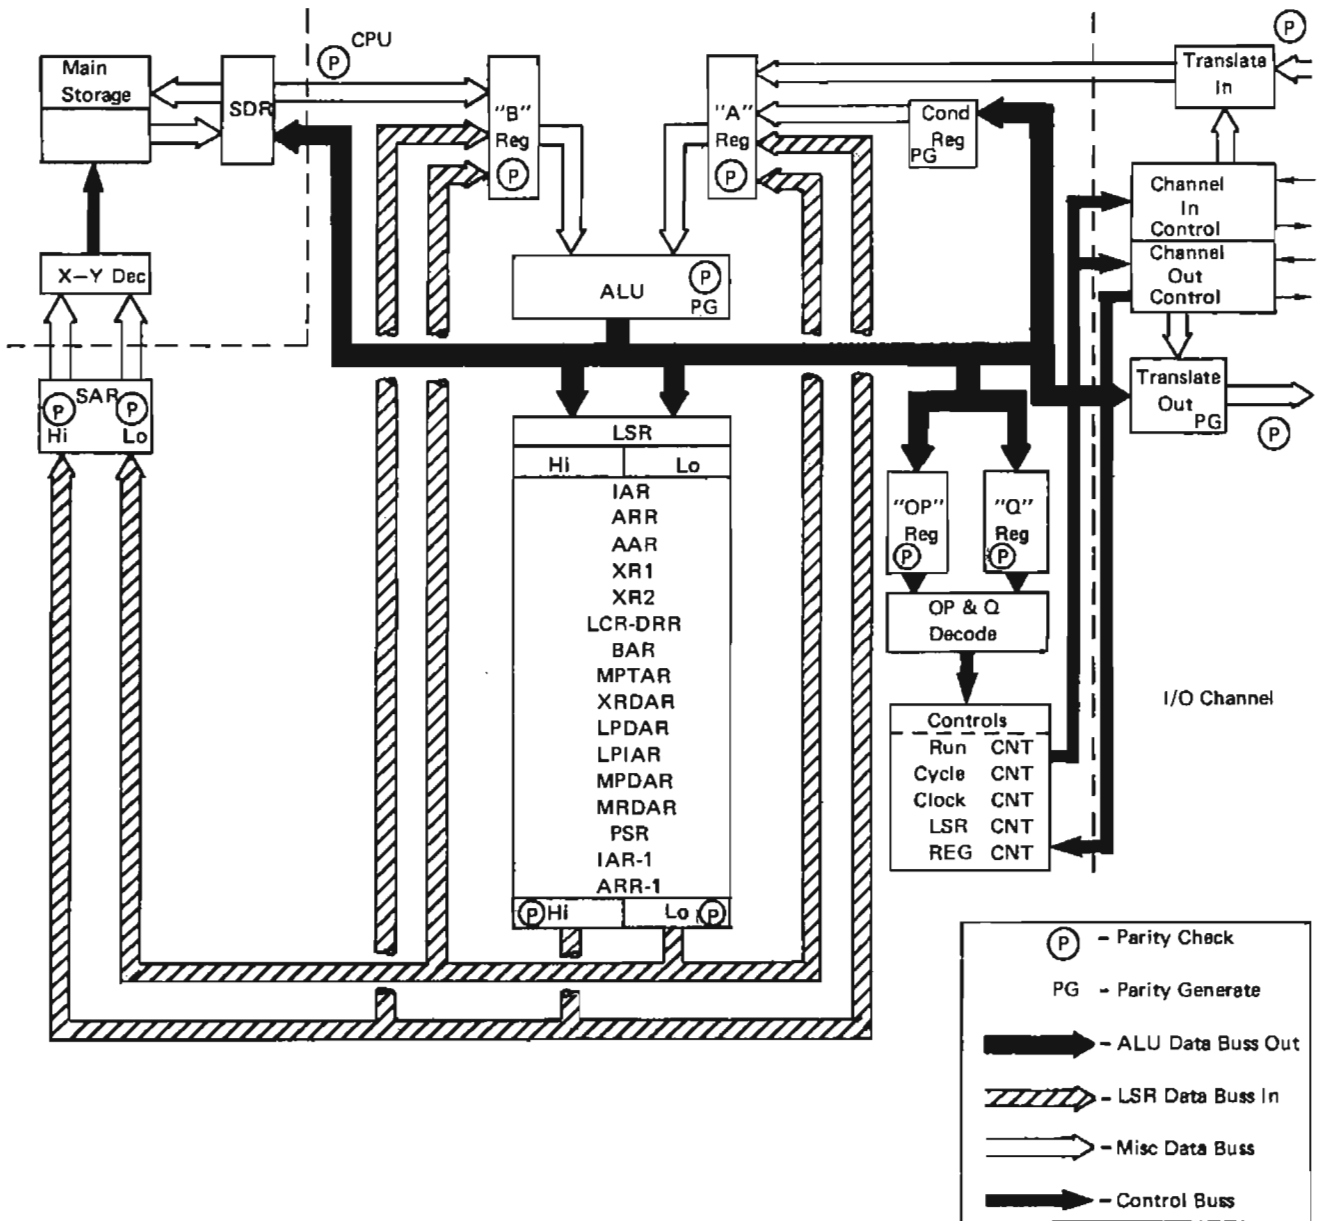 CPU
P
Main
Storage
SDR
"B"
Reg
P
"A"
Reg
P
Cond
Reg
PG
Translate
In
P
Channel
In
Control
Channel
Out
Control
X-Y Dec
ALU
P
PG
SAR
P
P
Hi
Lo
Translate
Out
PG
P
LSR
Hi
Lo
IAR
ARR
AAR
XR1
XR2
LCR-DRR
BAR
MPTAR
XRDAR
LPDAR
LPIAR
MPDAR
MRDAR
PSR
IAR-1
ARR-1
P Hi
Lo P
"OP"
Reg
P
"Q"
Reg
P
OP & Q
Decode
Controls
Run CNT
Cycle CNT
Clock CNT
LSR CNT
REG CNT
I/O Channel
P - Parity Check
PG - Parity Generate
- ALU Data Buss Out
- LSR Data Buss In
- Misc Data Buss
- Control Buss